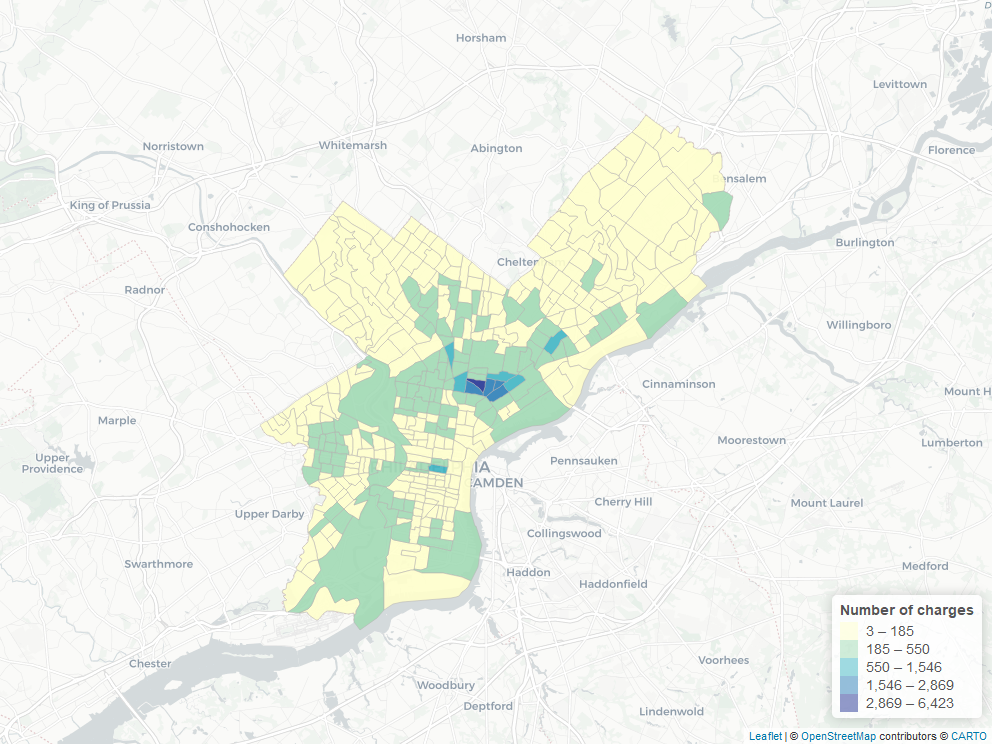 Horsham
Levittown
Norristown
Whitemarsh
Abington
Florence
ensalem
King of Prussia
Conshohocken
Burlington
Chelten
Radnor
Willingboro
Cinnaminson
Mount H
Marple
Moorestown
Lumberton
Upper
Providence
Pennsauken
IA
CAMDEN
Cherry Hill
Mount Laurel
Upper Darby
Collingswood
Swarthmore
Haddon
Haddonfield
Medford
Number of charges
3 – 185
185 – 550
550 – 1,546
1,546 – 2,869
2,869 – 6,423
Chester
Voorhees
Woodbury
Deptford
Lindenwold
Leaflet | © OpenStreetMap contributors © CARTO